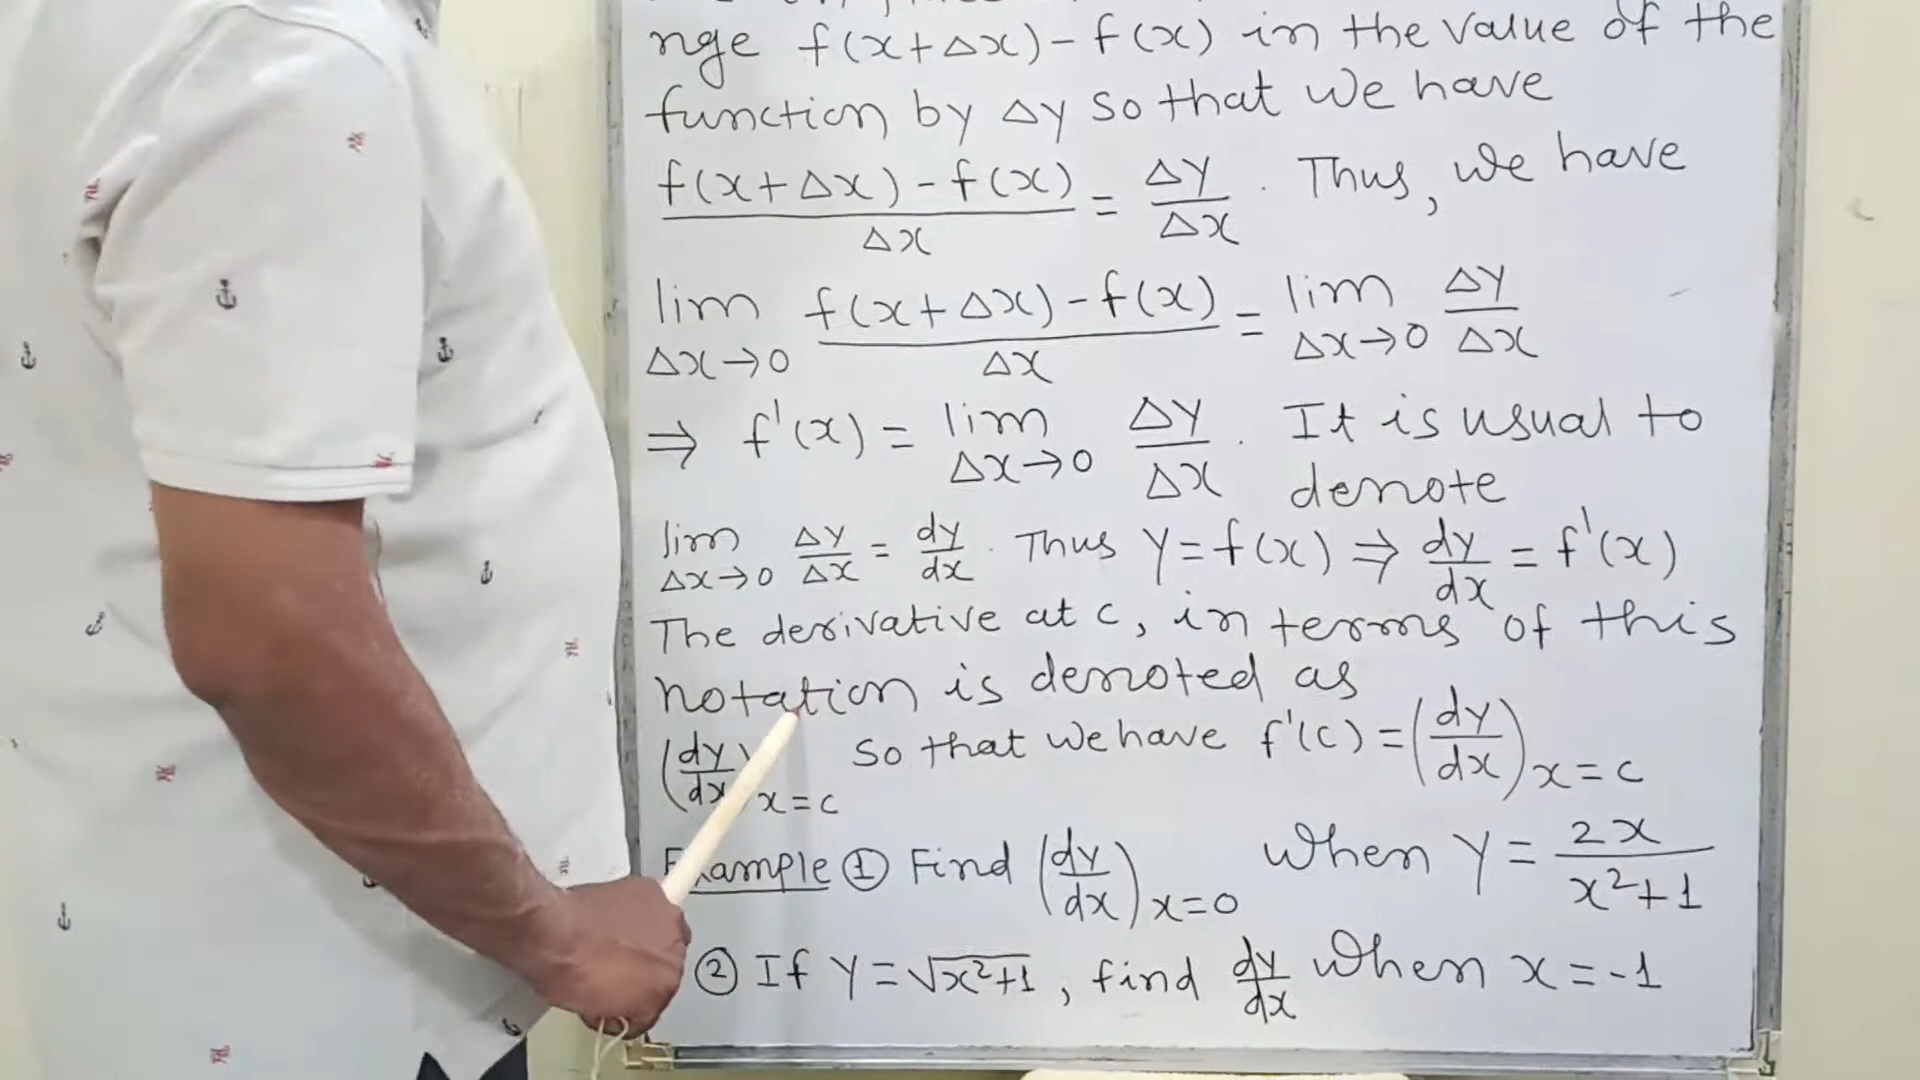 nge f(x+Δx)-f(x) in the value of the
function by Δy so that we have
f(x+Δx)-f(x)/Δx = Δy/Δx . Thus, we have
lim Δx→0 f(x+Δx)-f(x)/Δx = lim Δx→0 Δy/Δx
⇒ f'(x) = lim Δx→0 Δy/Δx . It is usual to
denote
lim Δx→0 Δy/Δx = dy/dx . Thus y=f(x) ⇒ dy/dx = f'(x)
The derivative at c, in terms of this
notation is denoted as
(dy/dx) x=c so that we have f'(c) = (dy/dx) x=c
Example ① Find (dy/dx) x=0 when y = 2x/x²+1
② If y = √x²+1, find dy/dx when x = -1